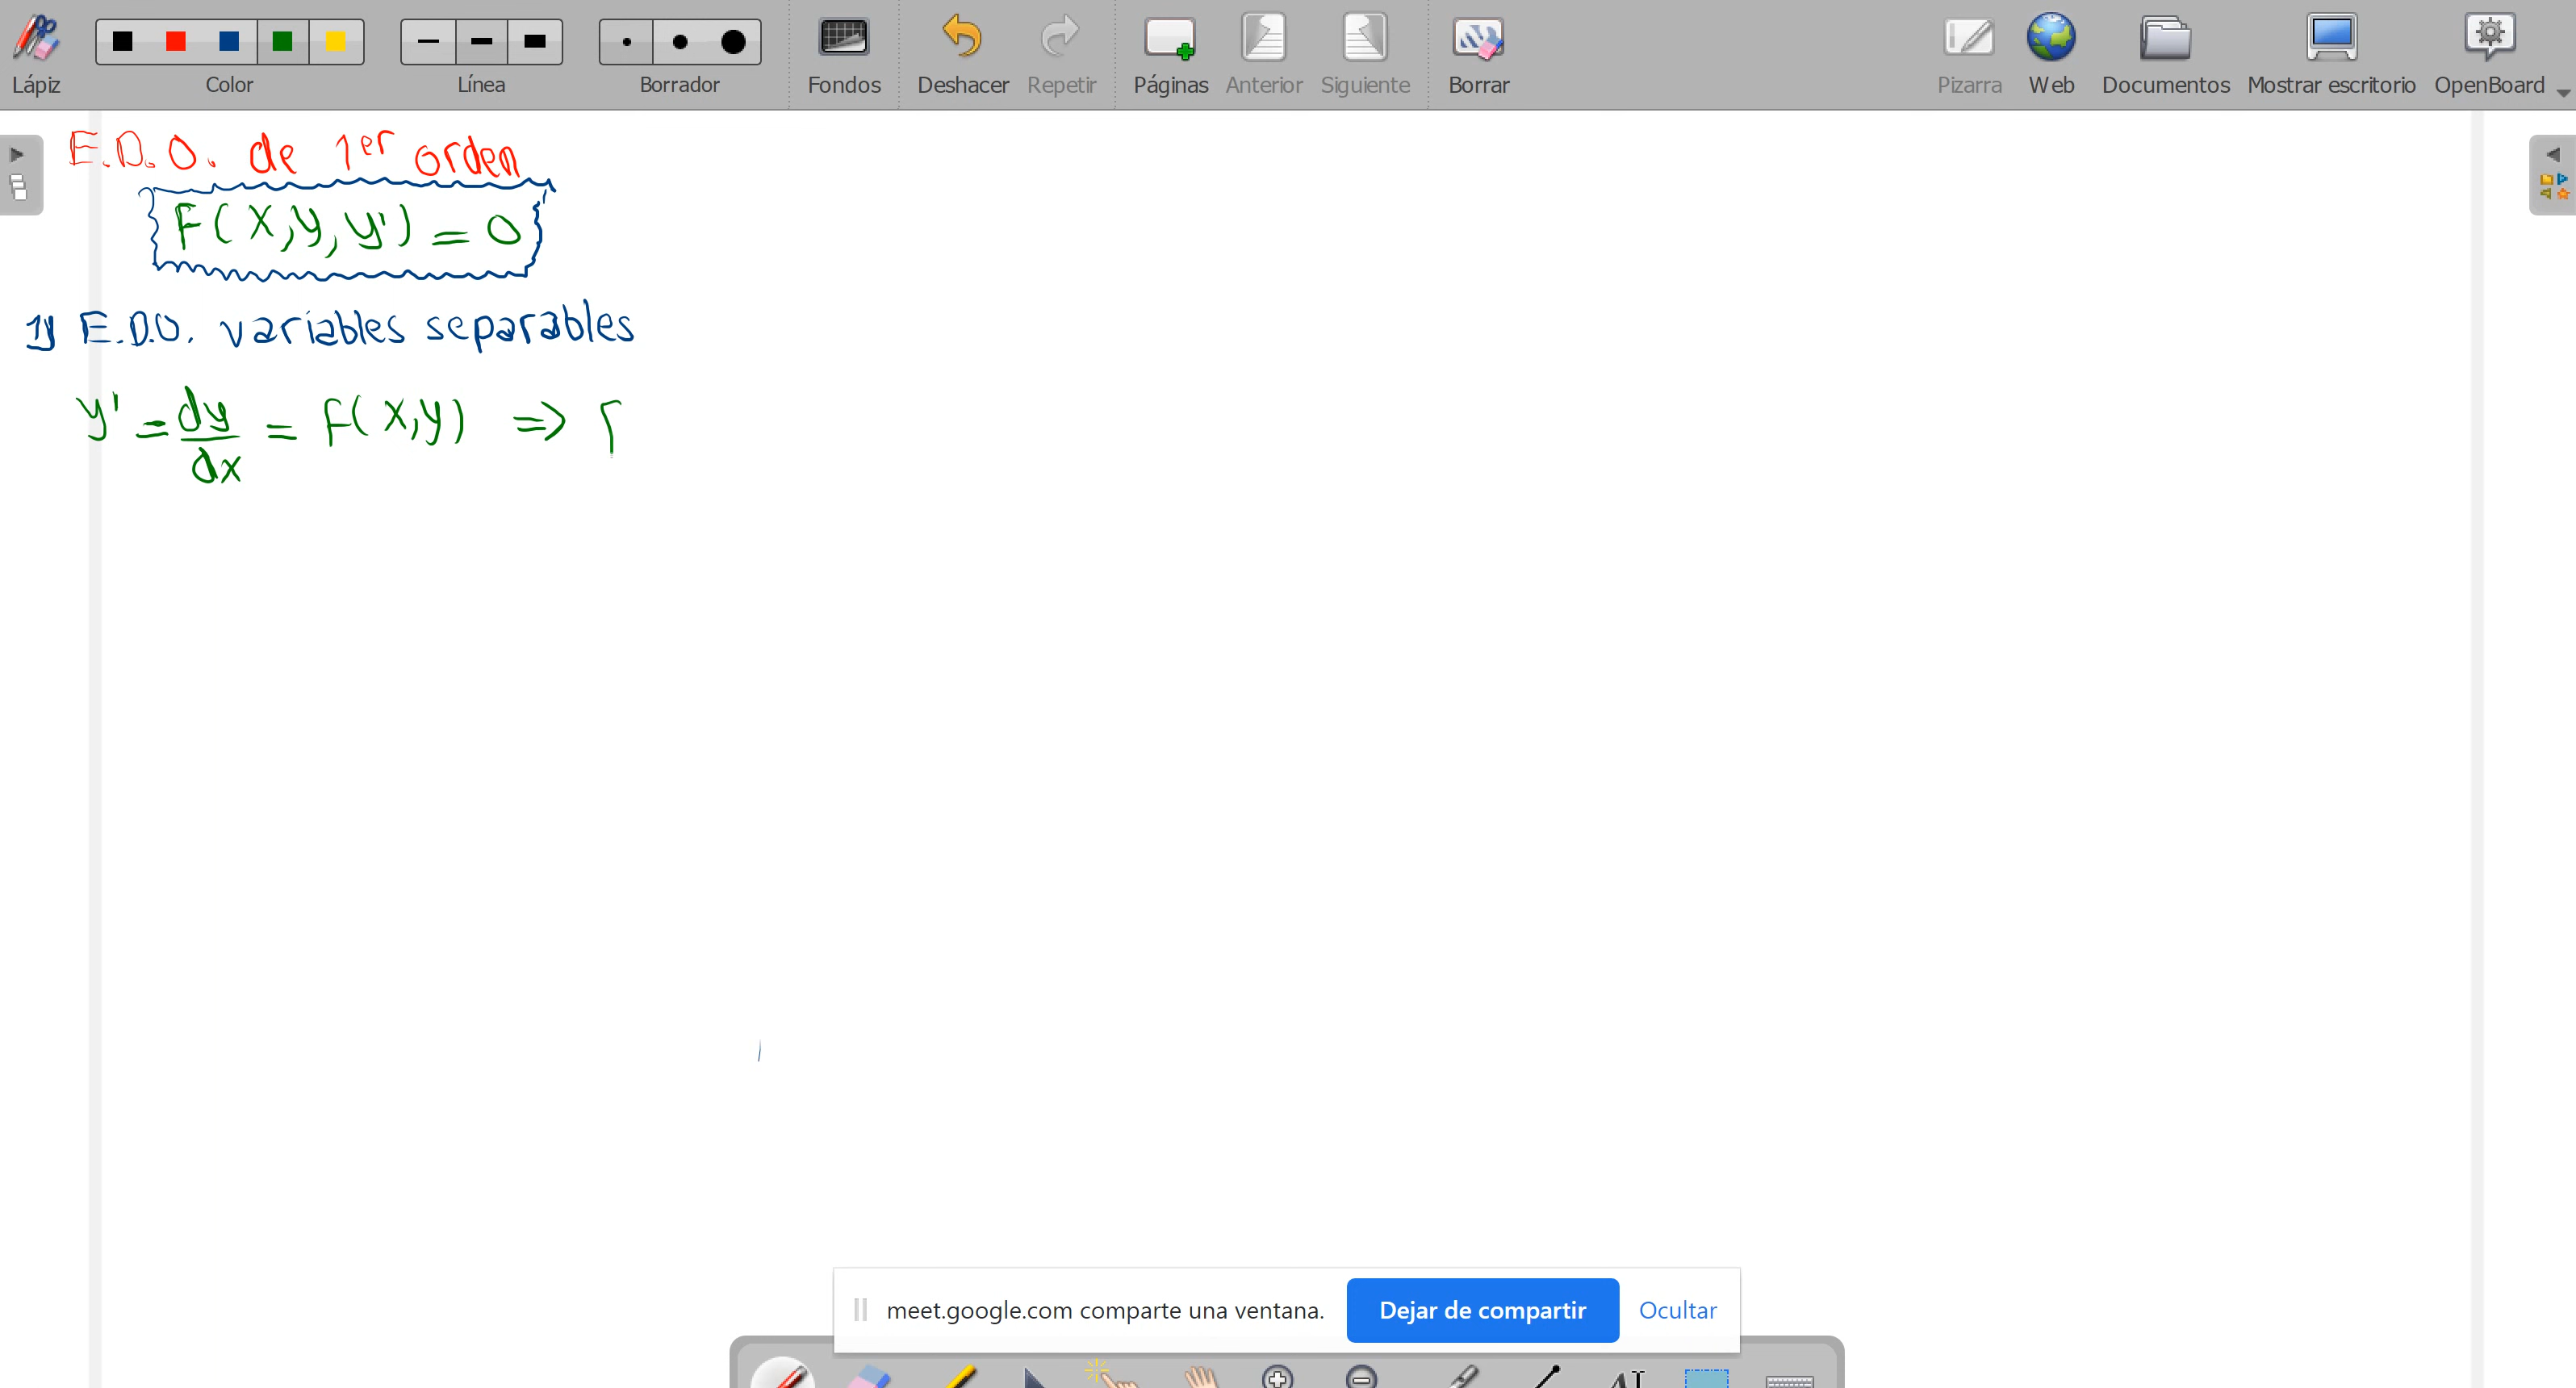 Lápiz Color Línea Borrador Fondos Deshacer Repetir Páginas Anterior Siguiente Borrar Pizarra Web Documentos Mostrar escritorio OpenBoard
E.D.O. de 1er orden
F(x,y,y') = 0
1) E.D.O. variables separables
y' = dy/dx = F(x,y) ⇒
meet.google.com comparte una ventana. Dejar de compartir Ocultar